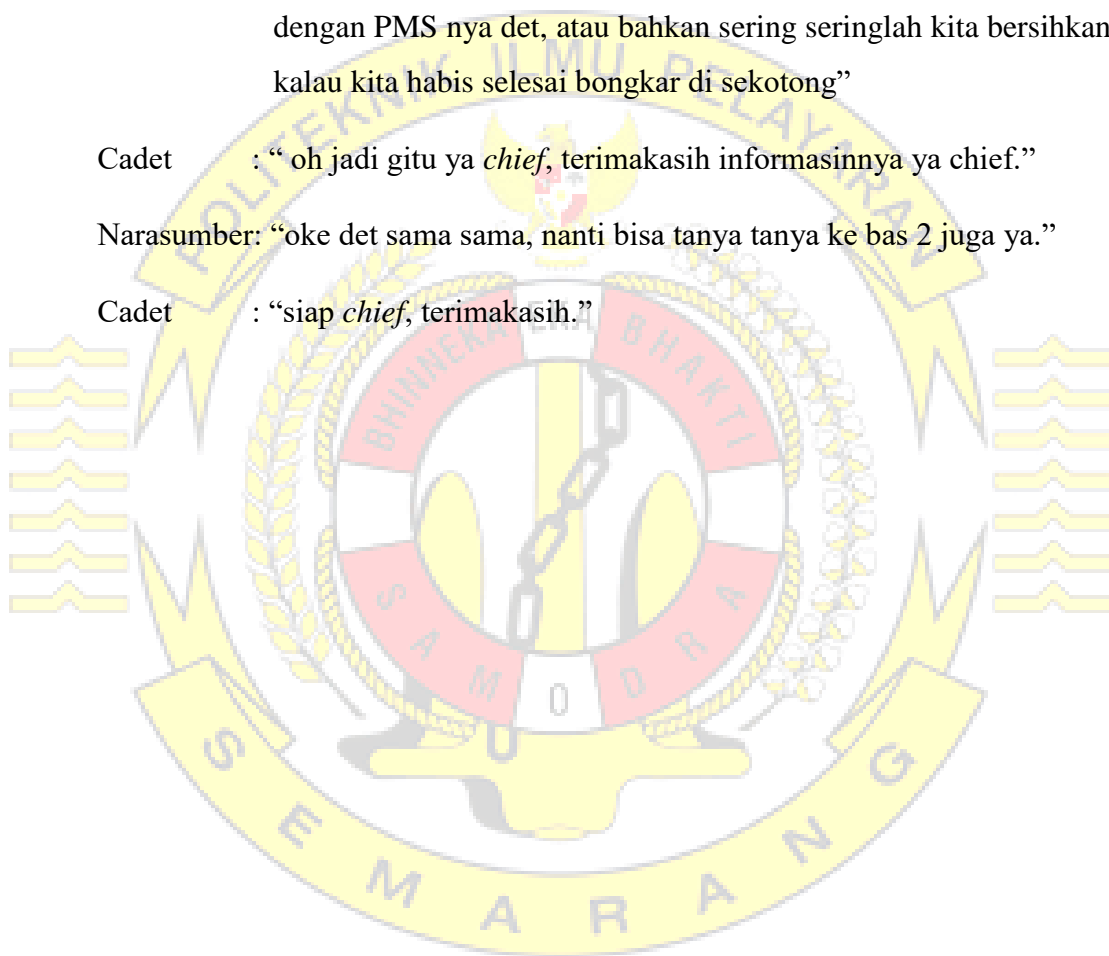 dengan PMS nya det, atau bahkan sering seringlah kita bersihkan
kalau kita habis selesai bongkar di sekotong”
Cadet : “ oh jadi gitu ya chief, terimakasih informasinnya ya chief.”
Narasumber: “oke det sama sama, nanti bisa tanya tanya ke bas 2 juga ya.”
Cadet : “siap chief, terimakasih.”
POLITEKNIK ILMU PELAYARAN
BHINNEKA EKA BHAKTI
SAMODRA
SEMARANG